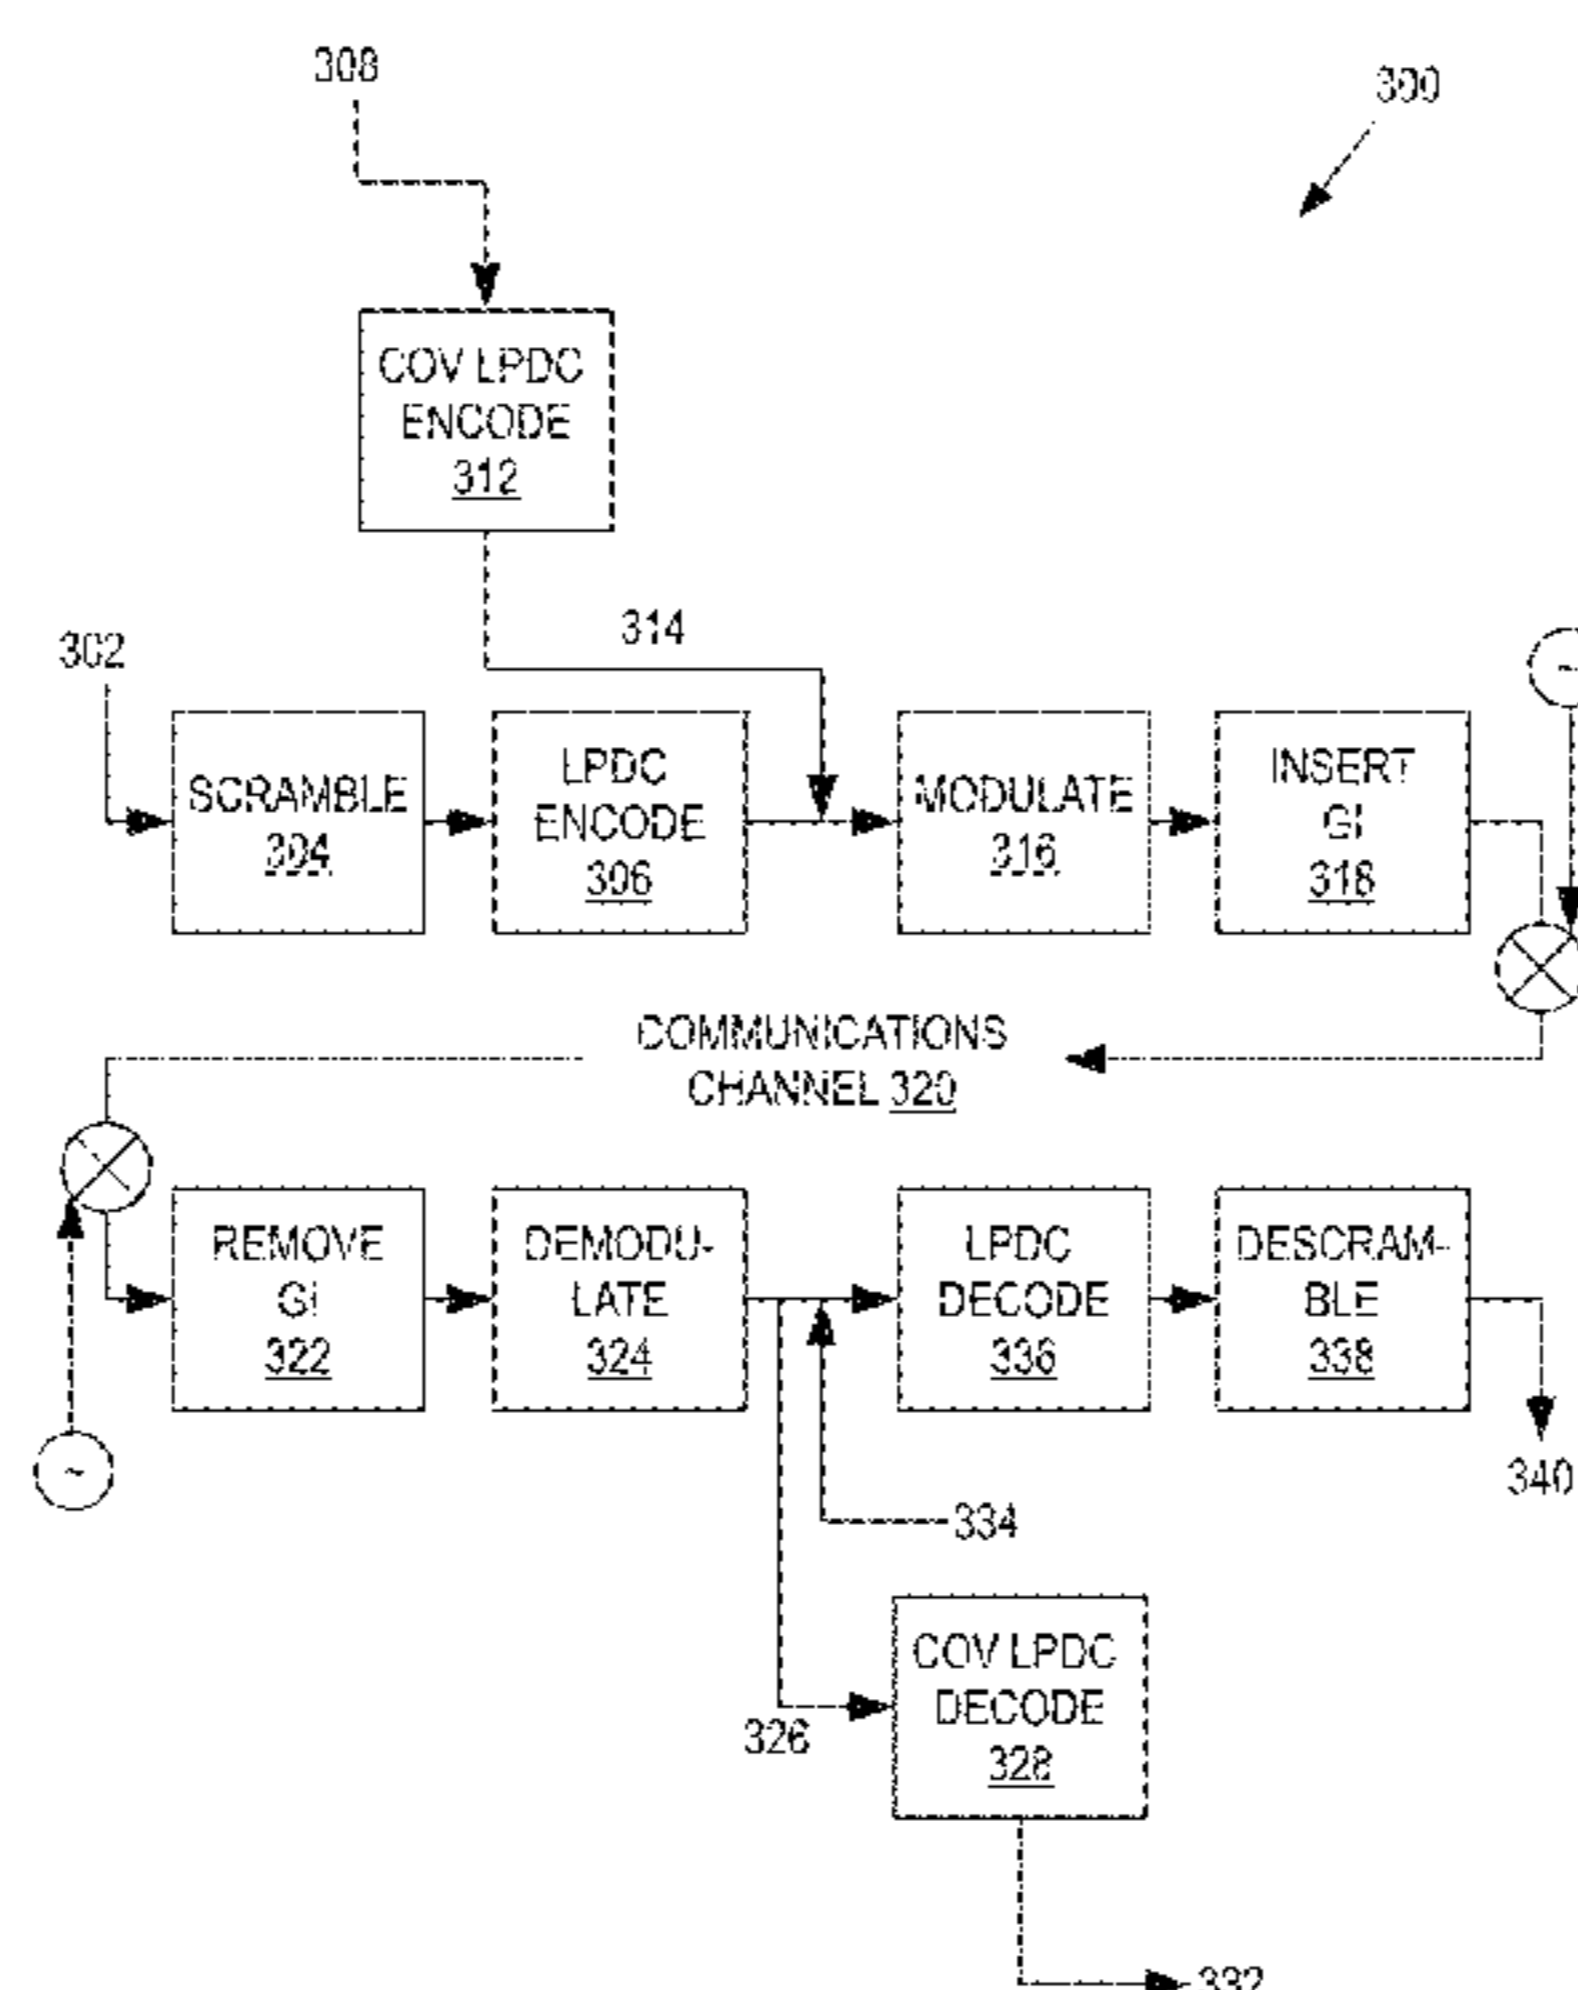 308
300
COV LPDC
ENCODE
312
314
302
~
SCRAMBLE
304
LPDC
ENCODE
306
MODULATE
316
INSERT
GI
318
COMMUNICATIONS
CHANNEL 320
REMOVE
GI
322
DEMODU-
LATE
324
LPDC
DECODE
336
DESCRAM-
BLE
338
~
340
334
COV LPDC
DECODE
328
326
332